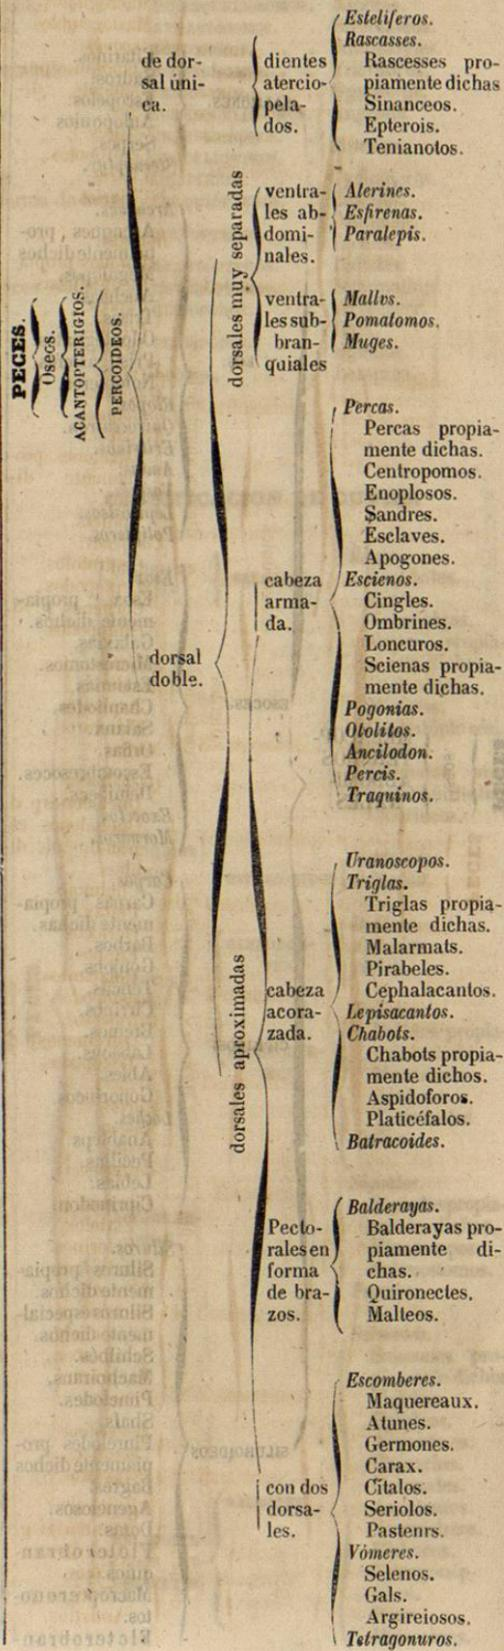 PECES.
Oseos.
ACANTOPTERIGIOS.
PERCOIDEOS.
de dor-
sal úni-
ca.
dientes
atercio-
pela-
dos.
Estelíferos.
Rascasses.
Rascesses pro-
piamente dichas
Sinanceos.
Epterois.
Tenianotos.
dorsal
doble.
dorsales muy separadas
ventra-
les ab-
domi-
nales.
Aterines.
Esfirenas.
Paralepis.
ventra-
les sub-
bran-
quiales
Mallvs.
Pomatomos.
Muges.
dorsales aproximadas
cabeza
arma-
da.
Percas.
Percas propia-
mente dichas.
Centropomos.
Enoplosos.
Sandres.
Esclaves.
Apogones.
Escienos.
Cingles.
Ombrines.
Loncuros.
Scienas propia-
mente dichas.
Pogonias.
Otolitos.
Ancilodon.
Percis.
Traquinos.
cabeza
acora-
zada.
Uranoscopos.
Triglas.
Triglas propia-
mente dichas.
Malarmats.
Pirabeles.
Cephalacantos.
Lepisacantos.
Chabots.
Chabots propia-
mente dichos.
Aspidoforos.
Platicéfalos.
Batracoides.
Pecto-
rales en
forma
de bra-
zos.
Balderayas.
Balderayas pro-
piamente di-
chas.
Quironectes.
Malteos.
con dos
dorsa-
les.
Escomberes.
Maquereaux.
Atunes.
Germones.
Carax.
Cítalos.
Seriolos.
Pasteurs.
Vómeres.
Selenos.
Gals.
Argireiosos.
Tetragonuros.